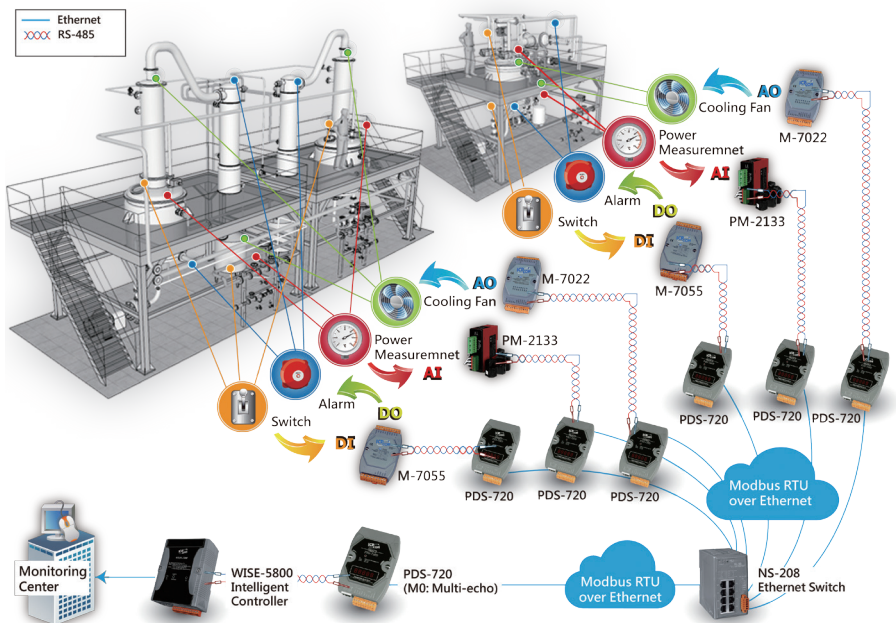 Ethernet
RS-485
AO
Cooling Fan
M-7022
Power
Measuremnet
AI
PM-2133
Alarm
DO
Switch
DI
M-7055
AO
Cooling Fan
M-7022
PM-2133
Power
Measuremnet
AI
Alarm
DO
Switch
DI
M-7055
PDS-720
PDS-720
PDS-720
PDS-720
PDS-720
PDS-720
Modbus RTU
over Ethernet
Monitoring
Center
WISE-5800
Intelligent
Controller
PDS-720
(M0: Multi-echo)
Modbus RTU
over Ethernet
NS-208
Ethernet Switch